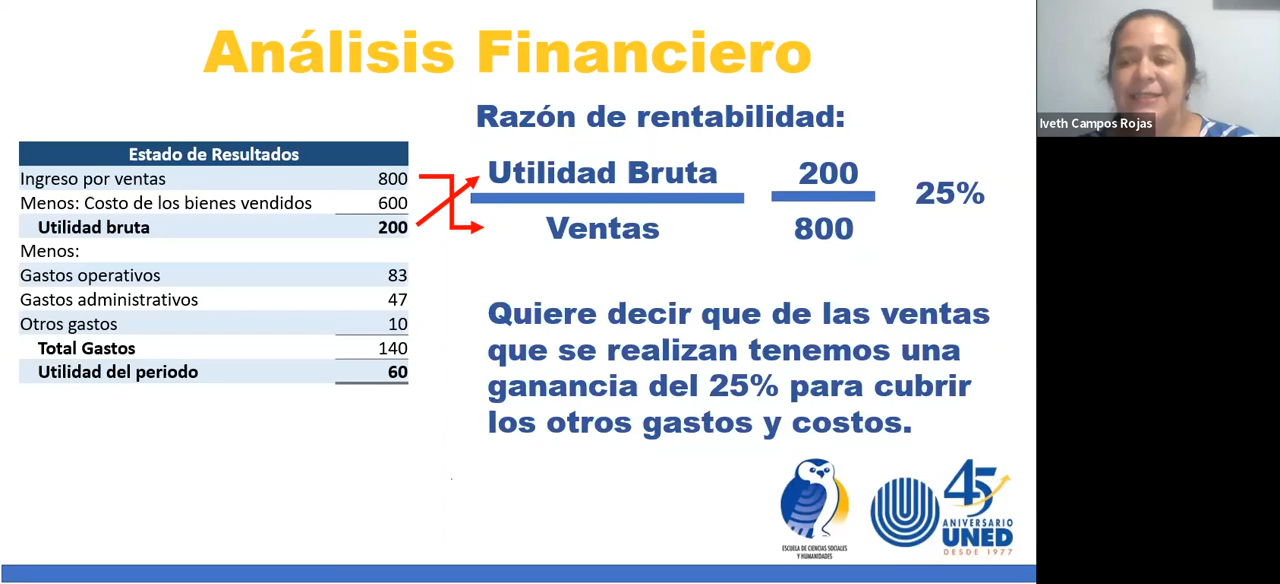 Análisis Financiero
Iveth Campos Rojas
Razón de rentabilidad:
Estado de Resultados
Ingreso por ventas 800
Menos: Costo de los bienes vendidos 600
Utilidad bruta 200
Menos:
Gastos operativos 83
Gastos administrativos 47
Otros gastos 10
Total Gastos 140
Utilidad del periodo 60
Utilidad Bruta 200
25%
Ventas 800
Quiere decir que de las ventas
que se realizan tenemos una
ganancia del 25% para cubrir
los otros gastos y costos.
ESCUELA DE CIENCIAS SOCIALES
Y HUMANIDADES
45
ANIVERSARIO
UNED
DESDE 1977